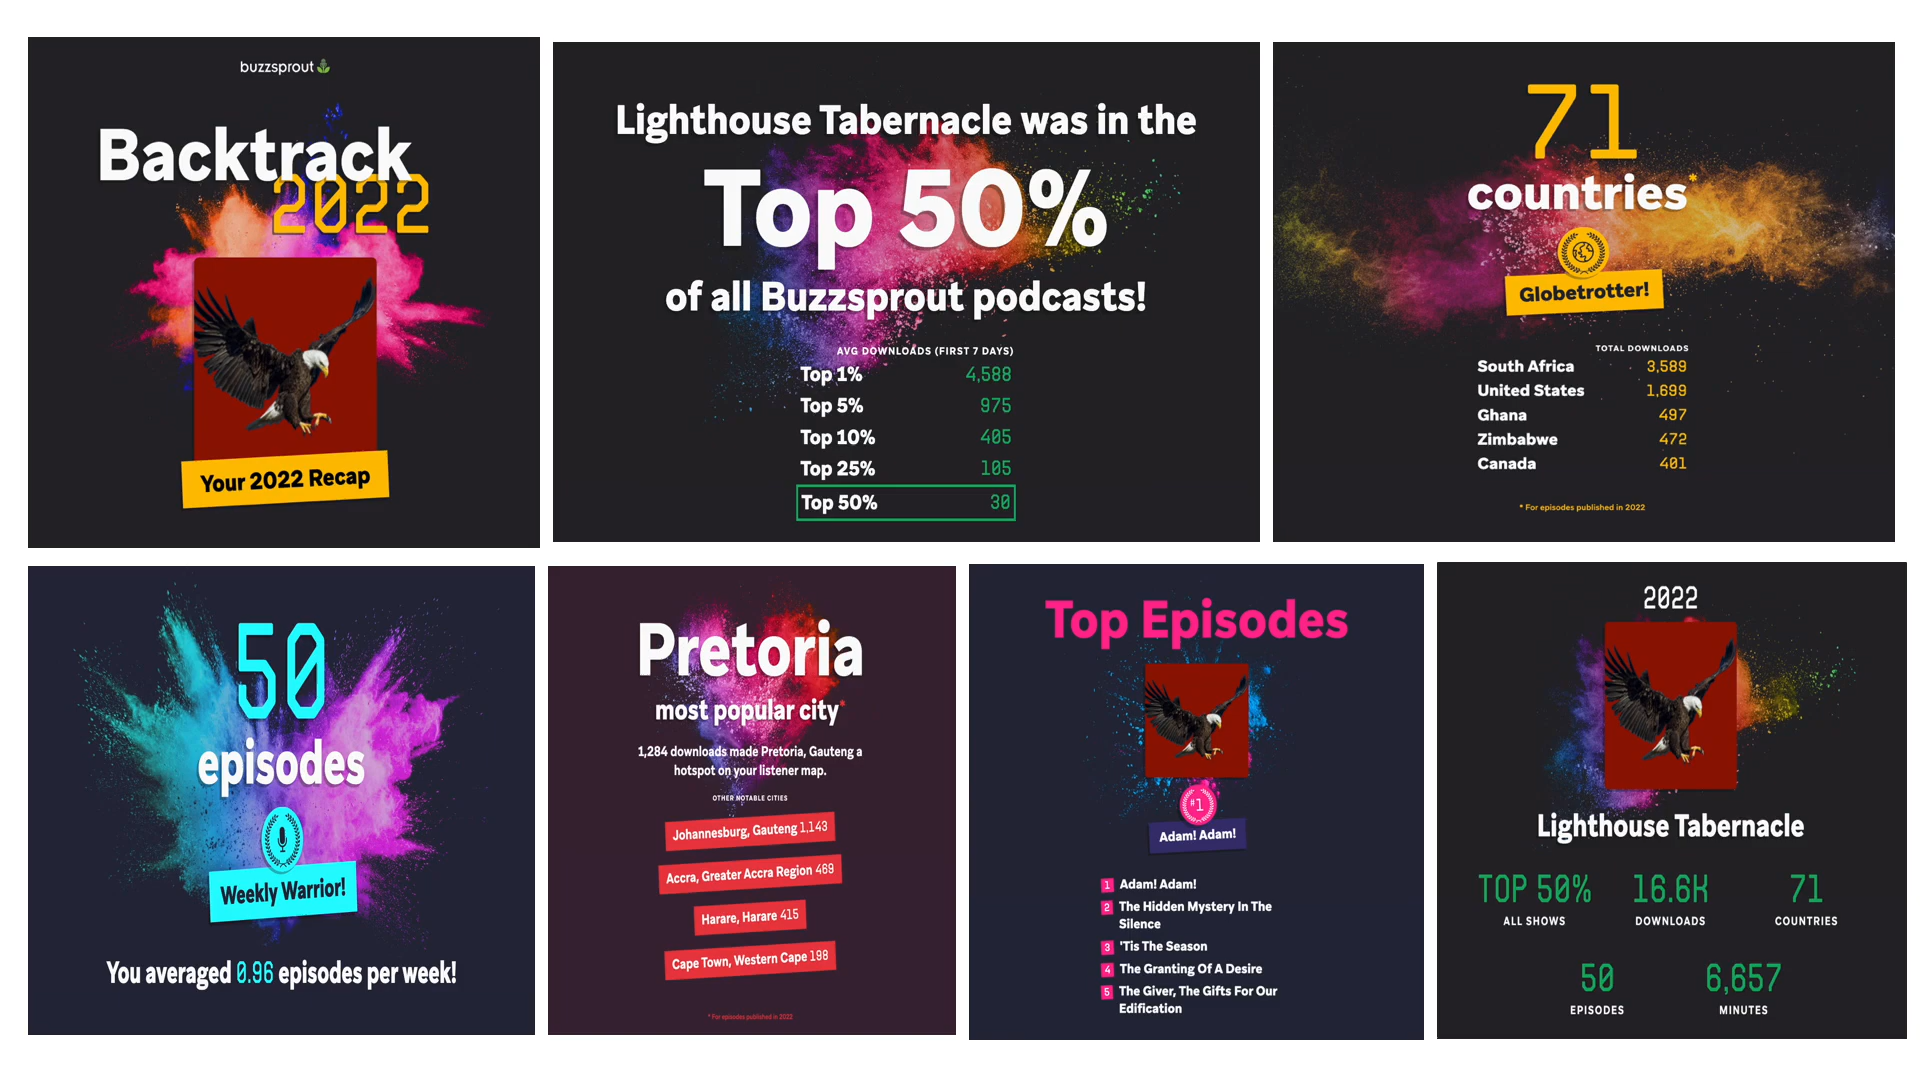 buzzsprout
Backtrack
2022
Your 2022 Recap
Lighthouse Tabernacle was in the
Top 50%
of all Buzzsprout podcasts!
AVG DOWNLOADS (FIRST 7 DAYS)
Top 1% 4,588
Top 5% 975
Top 10% 405
Top 25% 105
Top 50% 30
71
countries*
Globetrotter!
TOTAL DOWNLOADS
South Africa 3,589
United States 1,699
Ghana 497
Zimbabwe 472
Canada 401
* For episodes published in 2022
50
episodes
Weekly Warrior!
You averaged 0.96 episodes per week!
Pretoria
most popular city*
1,284 downloads made Pretoria, Gauteng a
hotspot on your listener map.
OTHER NOTABLE CITIES
Johannesburg, Gauteng 1,143
Accra, Greater Accra Region 469
Harare, Harare 415
Cape Town, Western Cape 198
* For episodes published in 2022
Top Episodes
#1
Adam! Adam!
1 Adam! Adam!
2 The Hidden Mystery In The
Silence
3 'Tis The Season
4 The Granting Of A Desire
5 The Giver, The Gifts For Our
Edification
2022
Lighthouse Tabernacle
TOP 50% 16.6K 71
ALL SHOWS DOWNLOADS COUNTRIES
50 6,657
EPISODES MINUTES